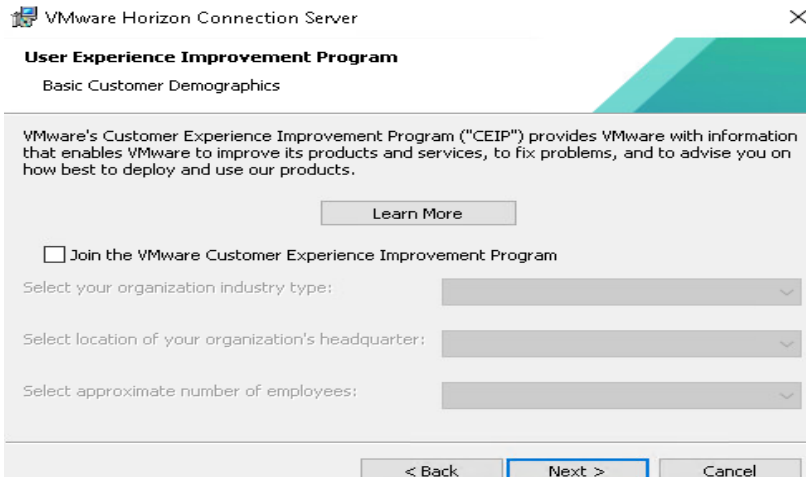 VMware Horizon Connection Server
User Experience Improvement Program
Basic Customer Demographics
VMware's Customer Experience Improvement Program ("CEIP") provides VMware with information
that enables VMware to improve its products and services, to fix problems, and to advise you on
how best to deploy and use our products.
Learn More
Join the VMware Customer Experience Improvement Program
Select your organization industry type:
Select location of your organization's headquarter:
Select approximate number of employees:
< Back Next > Cancel